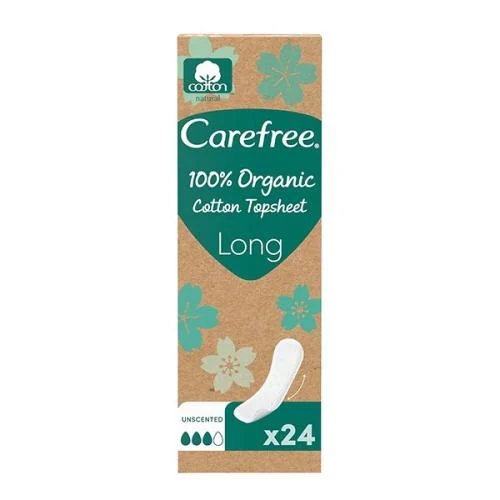 cotton
natural
Carefree®
100% Organic
Cotton Topsheet
Long
UNSCENTED
x24